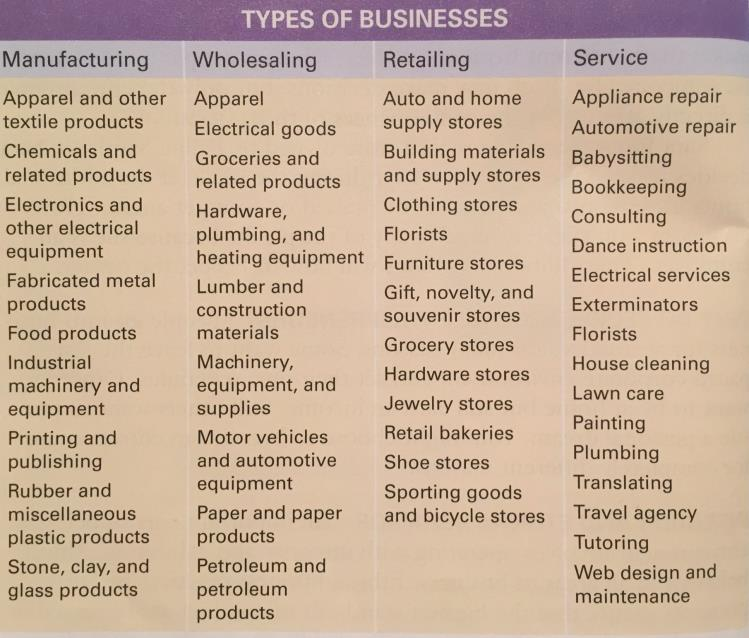 TYPES OF BUSINESSES
Manufacturing
Apparel and other
textile products
Chemicals and
related products
Electronics and
other electrical
equipment
Fabricated metal
products
Food products
Industrial
machinery and
equipment
Printing and
publishing
Rubber and
miscellaneous
plastic products
Stone, clay, and
glass products
Wholesaling
Apparel
Electrical goods
Groceries and
related products
Hardware,
plumbing, and
heating equipment
Lumber and
construction
materials
Machinery,
equipment, and
supplies
Motor vehicles
and automotive
equipment
Paper and paper
products
Petroleum and
petroleum
products
Retailing
Auto and home
supply stores
Building materials
and supply stores
Clothing stores
Florists
Furniture stores
Gift, novelty, and
souvenir stores
Grocery stores
Hardware stores
Jewelry stores
Retail bakeries
Shoe stores
Sporting goods
and bicycle stores
Service
Appliance repair
Automotive repair
Babysitting
Bookkeeping
Consulting
Dance instruction
Electrical services
Exterminators
Florists
House cleaning
Lawn care
Painting
Plumbing
Translating
Travel agency
Tutoring
Web design and
maintenance